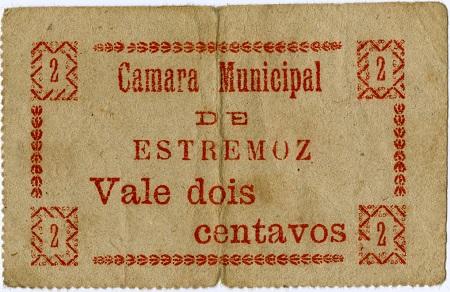 2 2
Camara Municipal
DE
ESTREMOZ
Vale dois
centavos
2 2